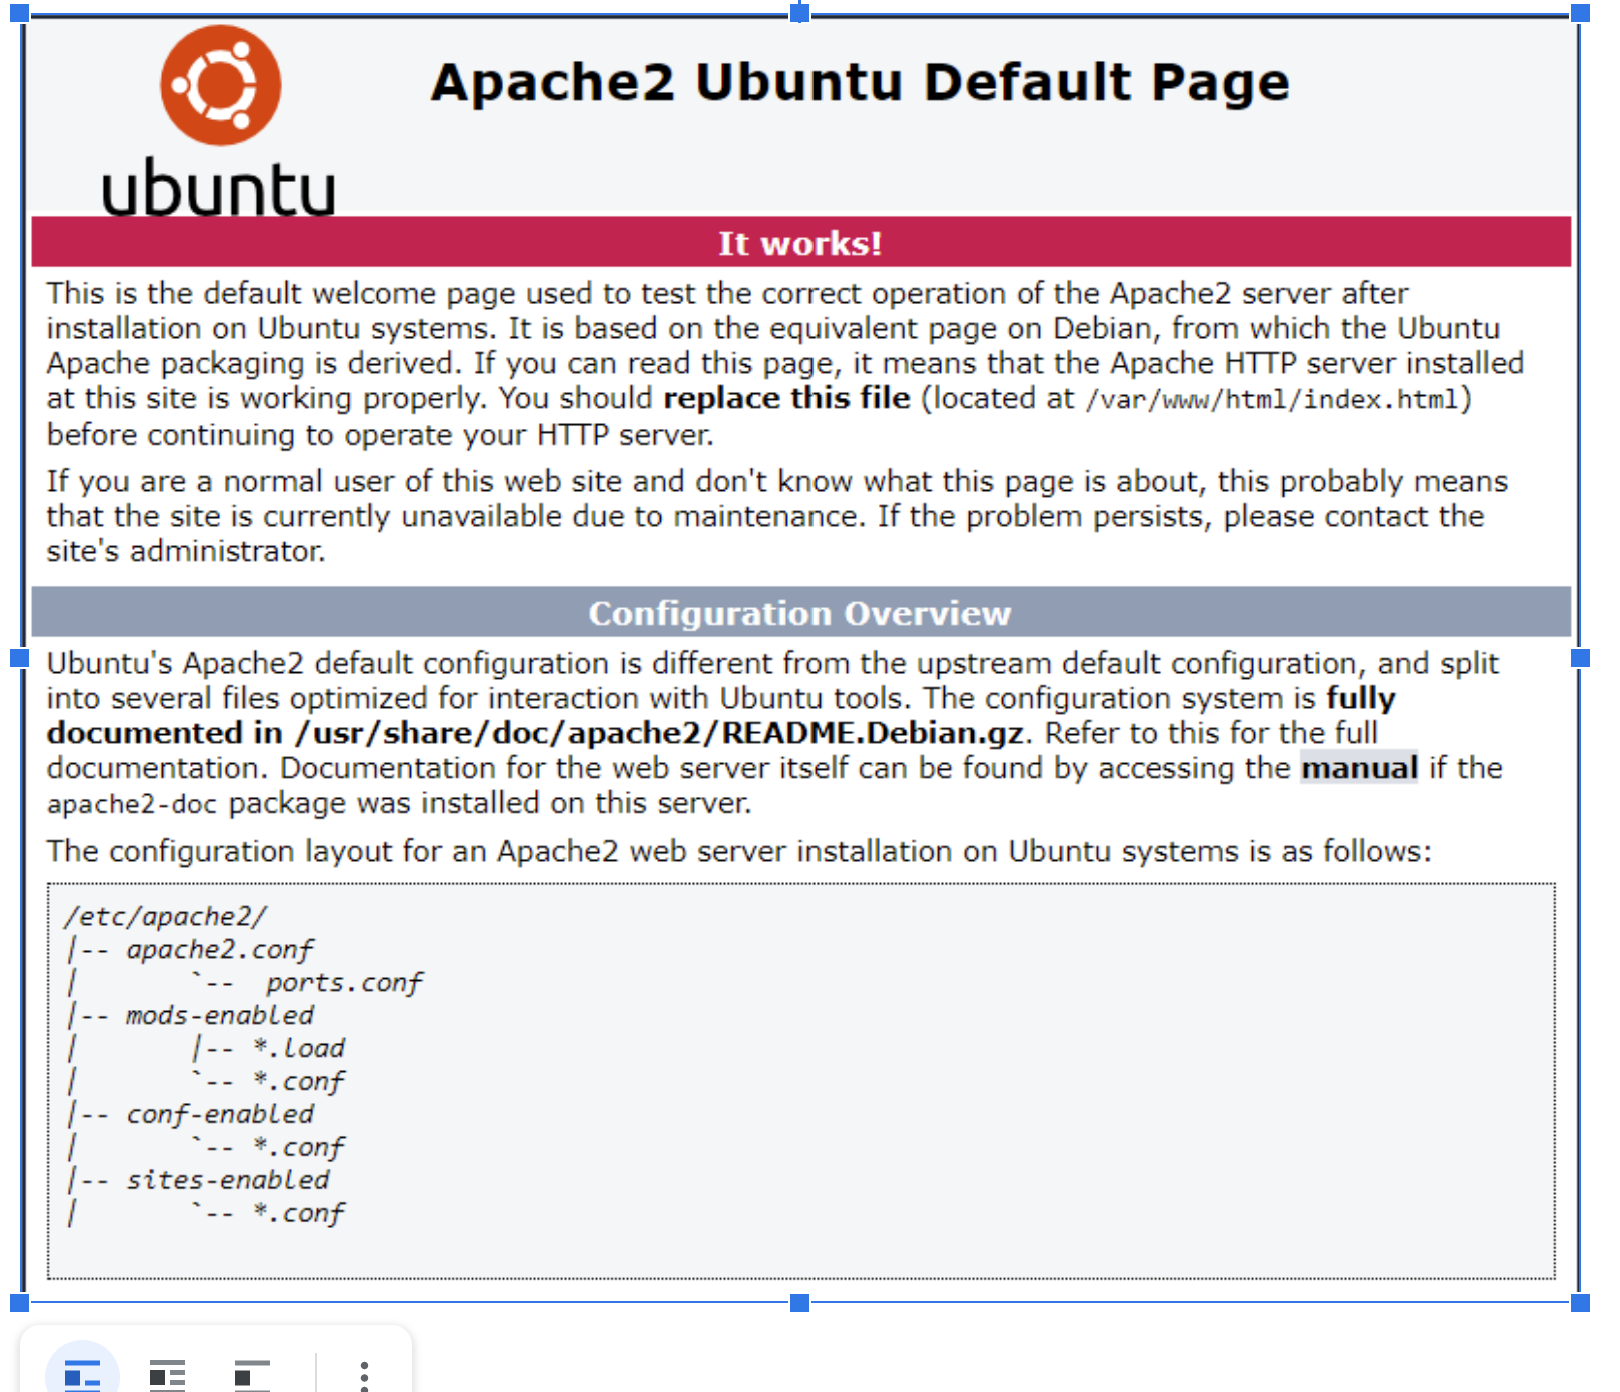 Apache2 Ubuntu Default Page
ubuntu
It works!
This is the default welcome page used to test the correct operation of the Apache2 server after
installation on Ubuntu systems. It is based on the equivalent page on Debian, from which the Ubuntu
Apache packaging is derived. If you can read this page, it means that the Apache HTTP server installed
at this site is working properly. You should replace this file (located at /var/www/html/index.html)
before continuing to operate your HTTP server.
If you are a normal user of this web site and don't know what this page is about, this probably means
that the site is currently unavailable due to maintenance. If the problem persists, please contact the
site's administrator.
Configuration Overview
Ubuntu's Apache2 default configuration is different from the upstream default configuration, and split
into several files optimized for interaction with Ubuntu tools. The configuration system is fully
documented in /usr/share/doc/apache2/README.Debian.gz. Refer to this for the full
documentation. Documentation for the web server itself can be found by accessing the manual if the
apache2-doc package was installed on this server.
The configuration layout for an Apache2 web server installation on Ubuntu systems is as follows:
/etc/apache2/
|-- apache2.conf
|       `--  ports.conf
|-- mods-enabled
|       |-- *.load
|       `-- *.conf
|-- conf-enabled
|       `-- *.conf
|-- sites-enabled
|       `-- *.conf